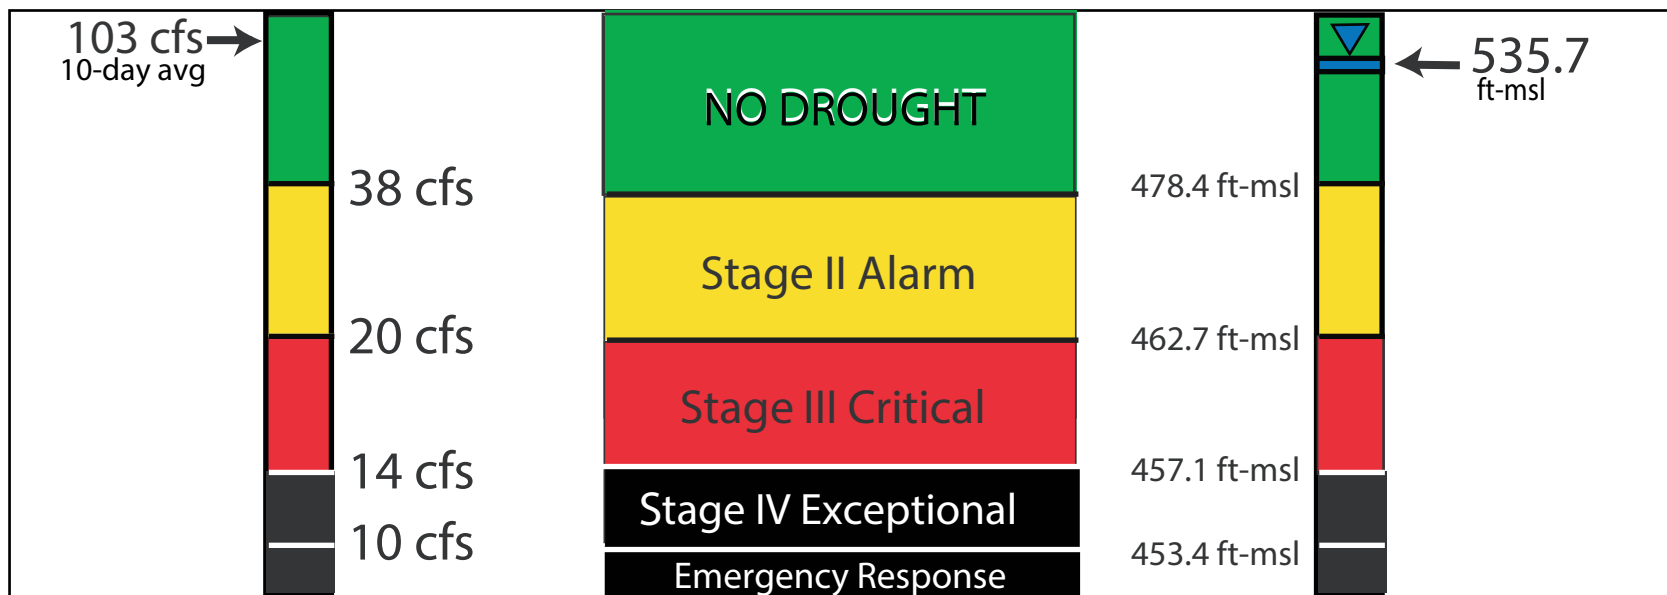 103 cfs
10-day avg
38 cfs
20 cfs
14 cfs
10 cfs
NO DROUGHT
Stage II Alarm
Stage III Critical
Stage IV Exceptional
Emergency Response
535.7
ft-msl
478.4 ft-msl
462.7 ft-msl
457.1 ft-msl
453.4 ft-msl